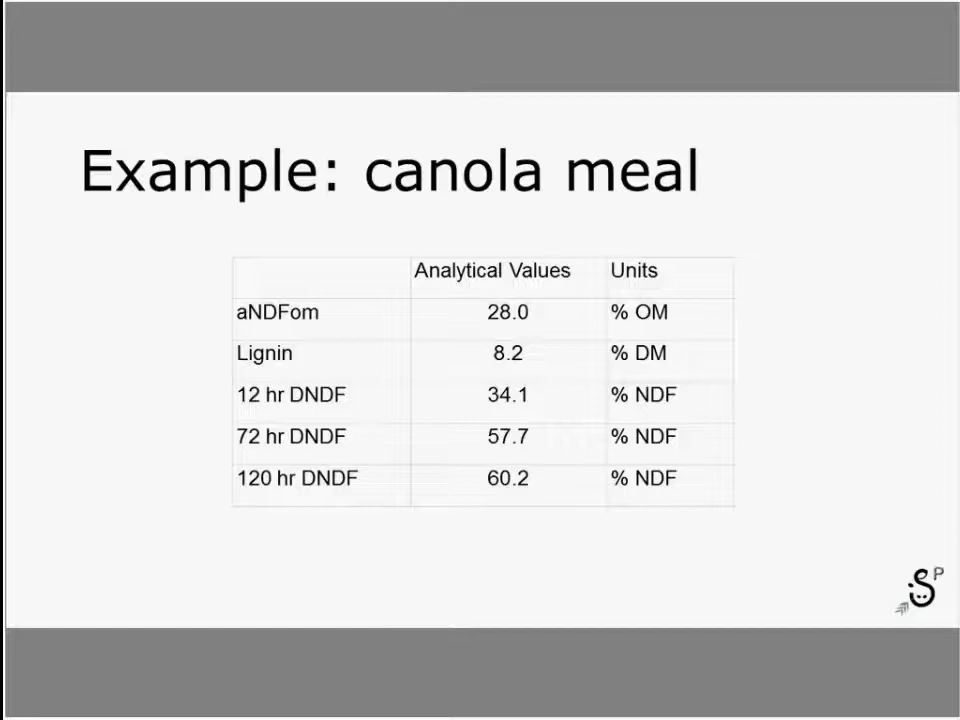 Example: canola meal
Analytical Values Units
aNDFom 28.0 % OM
Lignin 8.2 % DM
12 hr DNDF 34.1 % NDF
72 hr DNDF 57.7 % NDF
120 hr DNDF 60.2 % NDF
S P